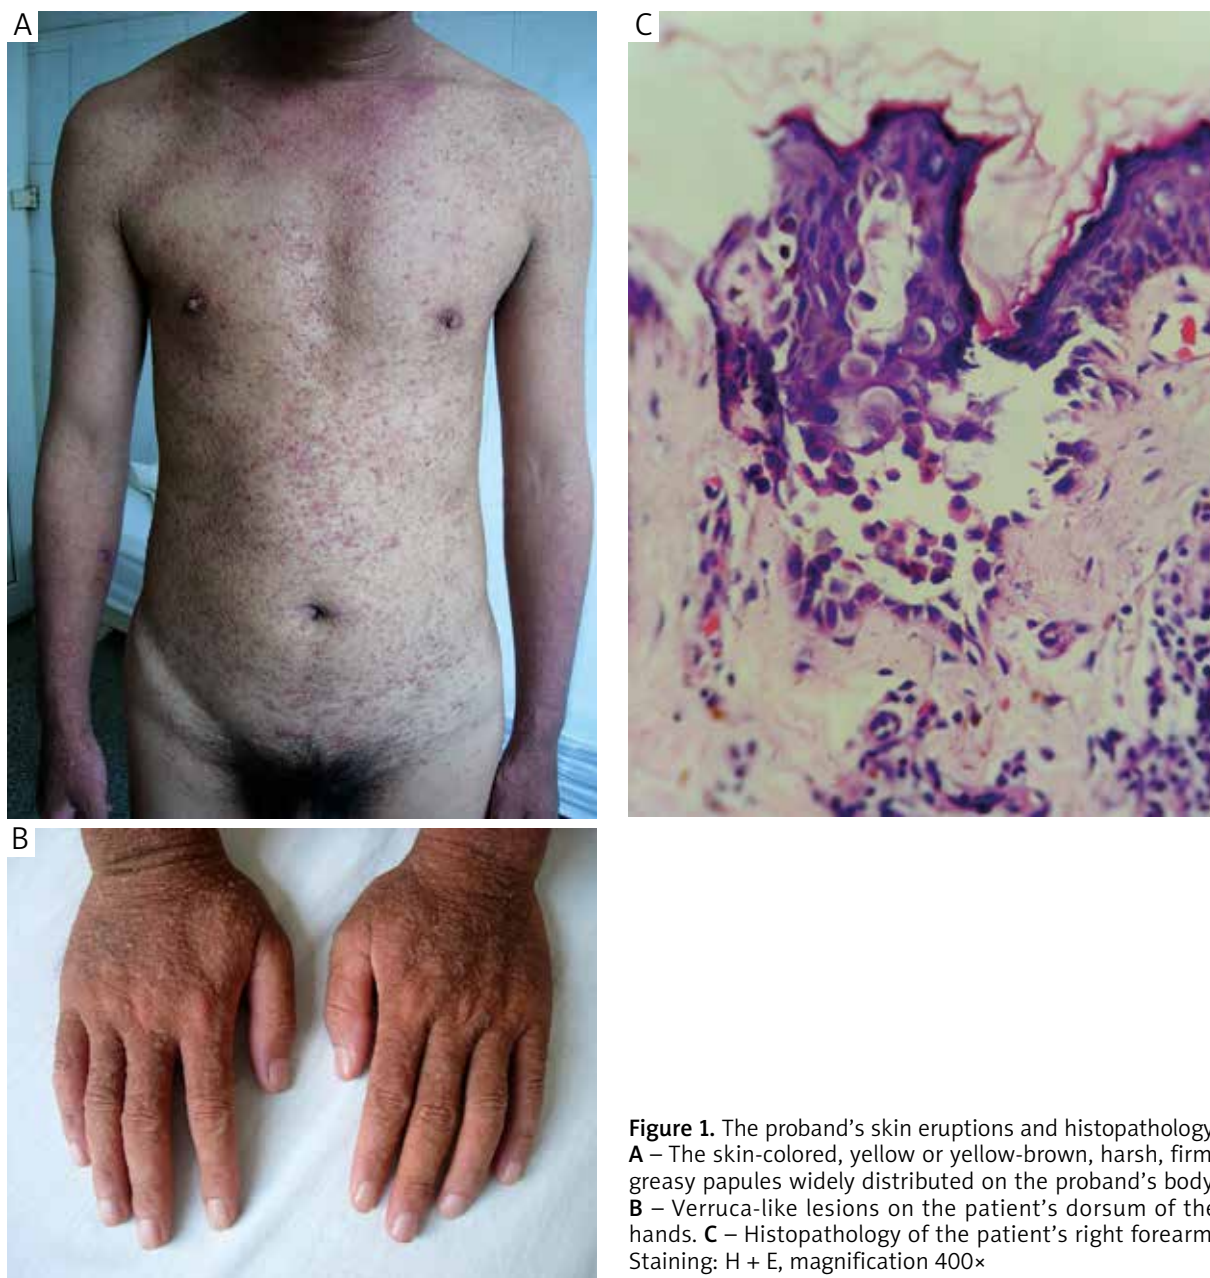 A
C
B
Figure 1. The proband's skin eruptions and histopathology
A – The skin-colored, yellow or yellow-brown, harsh, firm
greasy papules widely distributed on the proband's body
B – Verruca-like lesions on the patient's dorsum of the
hands. C – Histopathology of the patient's right forearm
Staining: H + E, magnification 400×